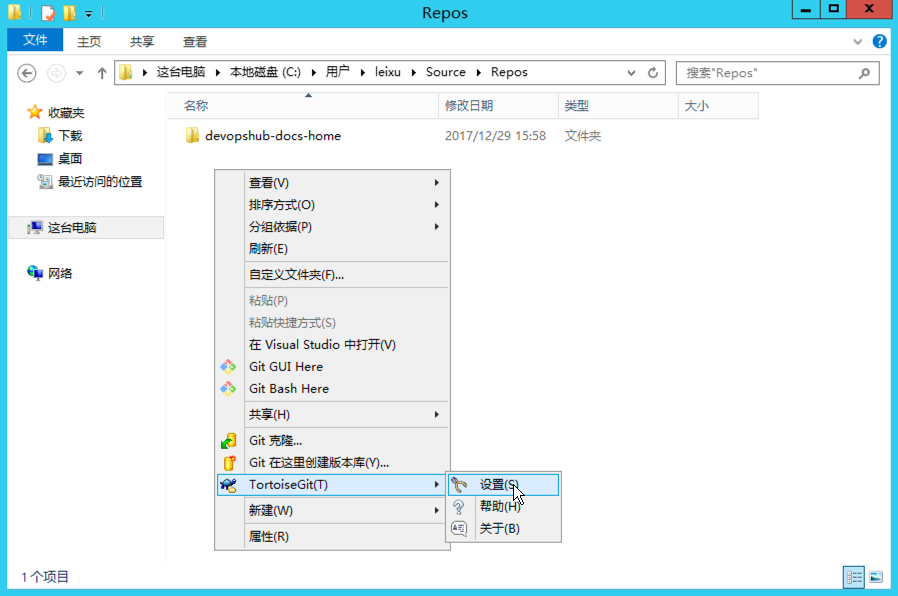 Repos
文件 主页 共享 查看
这台电脑 本地磁盘 (C:) 用户 leixu Source Repos 搜索"Repos"
名称 修改日期 类型 大小
收藏夹
下载
桌面
最近访问的位置
这台电脑
网络
devopshub-docs-home 2017/12/29 15:58 文件夹
查看(V)
排序方式(O)
分组依据(P)
刷新(E)
自定义文件夹(F)...
粘贴(P)
粘贴快捷方式(S)
在 Visual Studio 中打开(V)
Git GUI Here
Git Bash Here
共享(H)
Git 克隆...
Git 在这里创建版本库(Y)...
TortoiseGit(T)
新建(W)
属性(R)
设置(S)
帮助(H)
关于(B)
1 个项目